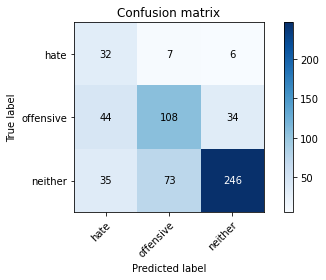 Confusion matrix
True label
hate 32 7 6
offensive 44 108 34
neither 35 73 246
hate offensive neither
Predicted label
200
150
100
50